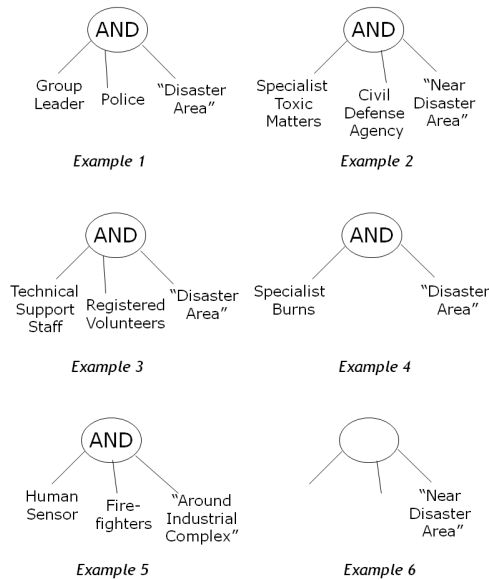 AND
Group
Leader
Police
“Disaster
Area”
Example 1
AND
Specialist
Toxic
Matters
Civil
Defense
Agency
“Near
Disaster
Area”
Example 2
AND
Technical
Support
Staff
Registered
Volunteers
“Disaster
Area”
Example 3
AND
Specialist
Burns
“Disaster
Area”
Example 4
AND
Human
Sensor
Fire-
fighters
“Around
Industrial
Complex”
Example 5
“Near
Disaster
Area”
Example 6